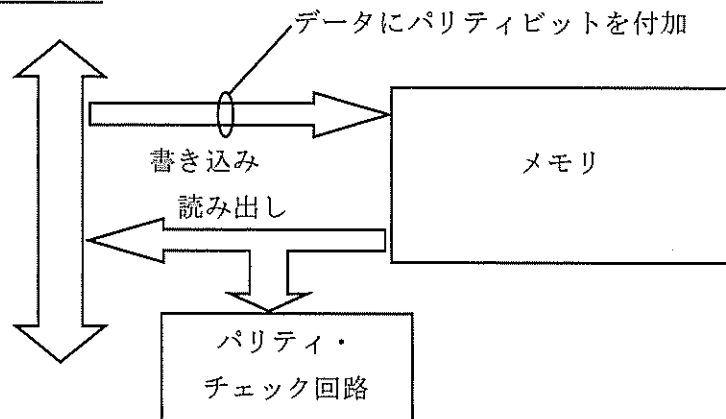 データにパリティビットを付加
書き込み
メモリ
読み出し
パリティ・
チェック回路